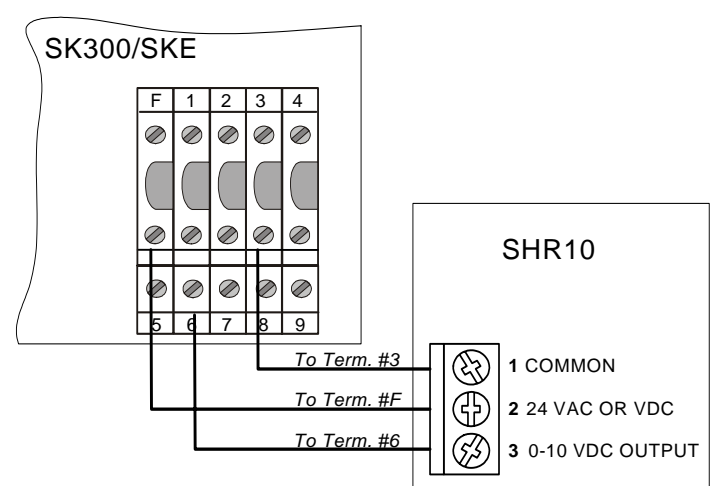 SK300/SKE
F 1 2 3 4
5 6 7 8 9
SHR10
To Term. #3
1 COMMON
To Term. #F
2 24 VAC OR VDC
To Term. #6
3 0-10 VDC OUTPUT